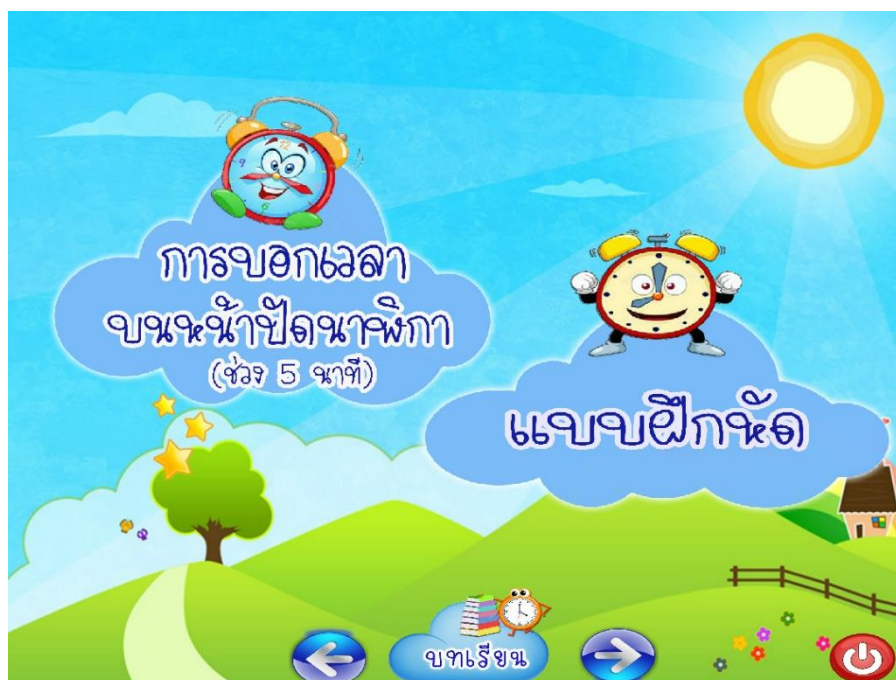 การบอกเวลา
บนหน้าปัดนาฬิกา
(ช่วง 5 นาที)
แบบฝึกหัด
บทเรียน